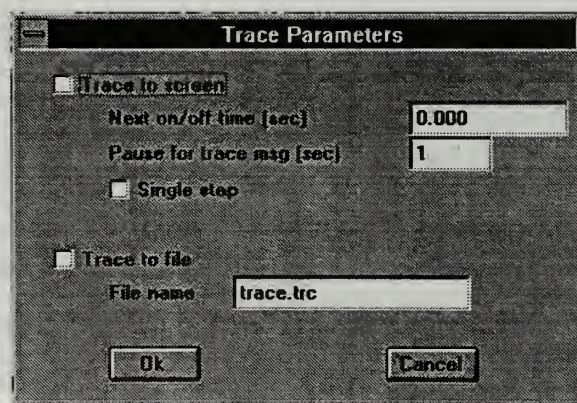 Trace Parameters
Trace to screen
Next on/off time (sec) 0.000
Pause for trace msg (sec) 1
Single step
Trace to file
File name trace.trc
Ok Cancel